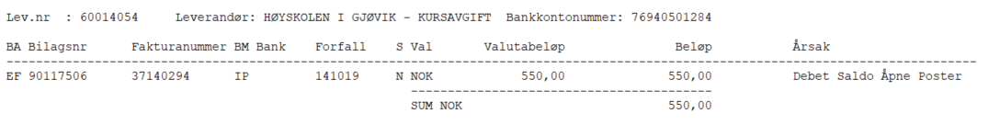 Lev.nr : 60014054 Leverandør: HØYSKOLEN I GJØVIK - KURSAVGIFT Bankkontonummer: 76940501284
BA Bilagsnr Fakturanummer BM Bank Forfall S Val Valutabeløp Beløp Årsak
EF 90117506 37140294 IP 141019 N NOK 550,00 550,00 Debet Saldo Åpne Poster
SUM NOK 550,00